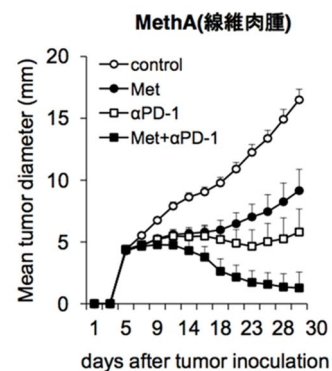 MethA(線維肉腫)
20
15
10
5
0
Mean tumor diameter (mm)
control
Met
αPD-1
Met+αPD-1
1 5 9 14 18 23 28 30
days after tumor inoculation